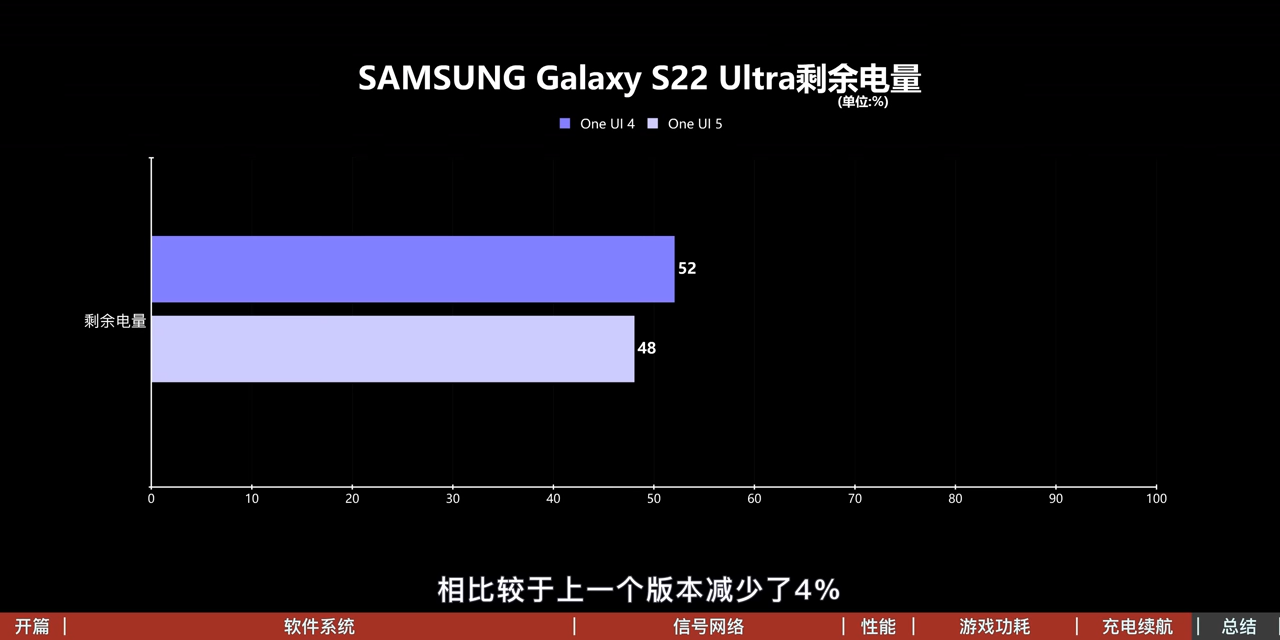 SAMSUNG Galaxy S22 Ultra剩余电量
(单位:%)
One UI 4 One UI 5
52
剩余电量
48
0 10 20 30 40 50 60 70 80 90 100
相比较于上一个版本减少了4%
开篇 | 软件系统 | 信号网络 | 性能 | 游戏功耗 | 充电续航 | 总结